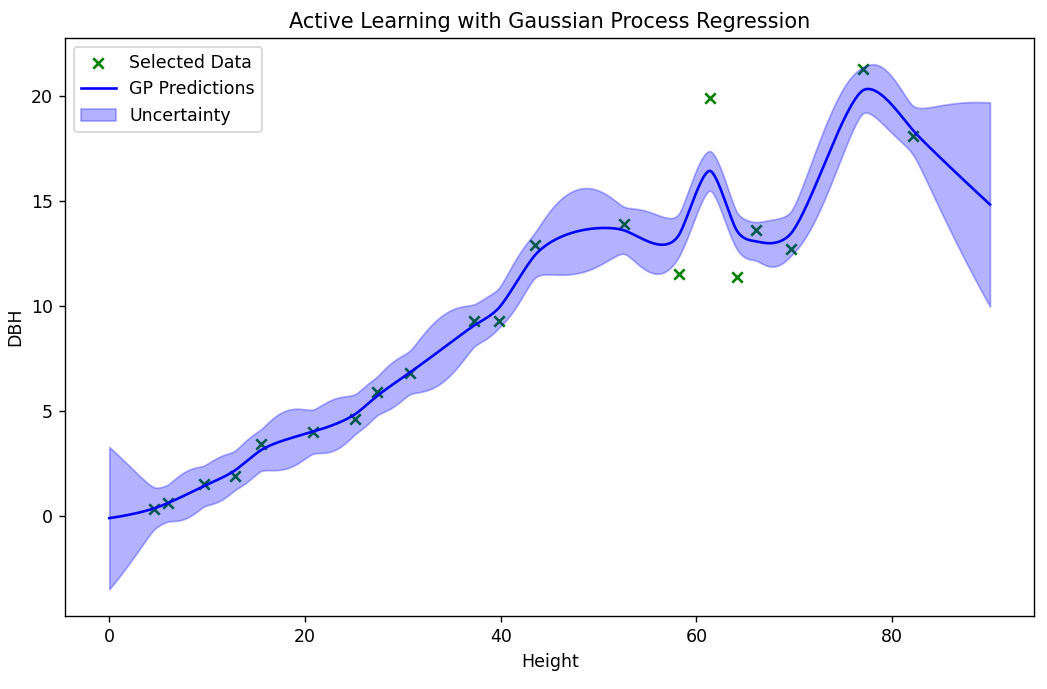 Active Learning with Gaussian Process Regression
Selected Data
GP Predictions
Uncertainty
20
15
10
5
0
DBH
0 20 40 60 80
Height